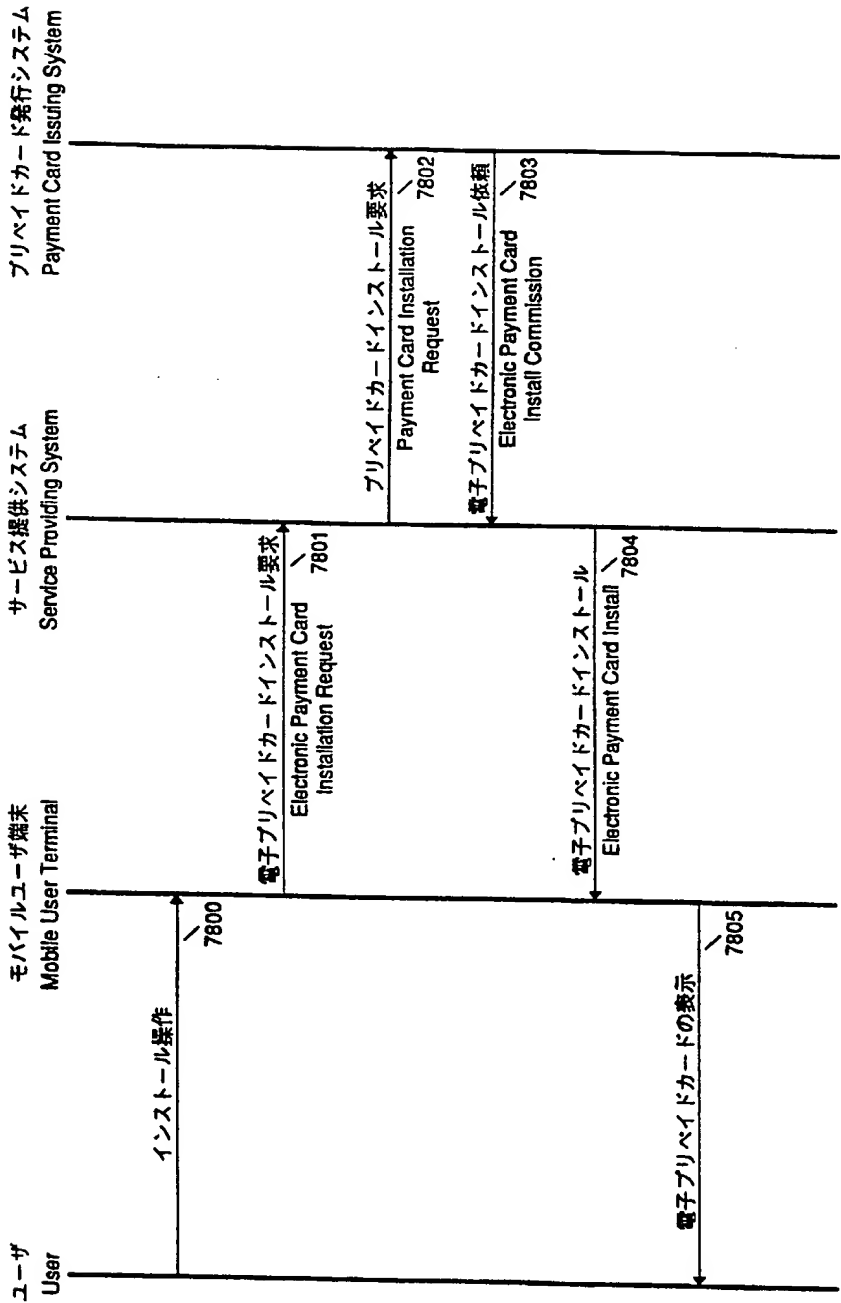 ユーザ
User
モバイルユーザ端末
Mobile User Terminal
サービス提供システム
Service Providing System
プリペイドカード発行システム
Payment Card Issuing System
インストール操作
7800
電子プリペイドカードインストール要求
7801
Electronic Payment Card
Installation Request
プリペイドカードインストール要求
7802
Payment Card Installation
Request
電子プリペイドカードインストール依頼
7803
Electronic Payment Card
Install Commission
電子プリペイドカードインストール
7804
Electronic Payment Card Install
電子プリペイドカードの表示
7805